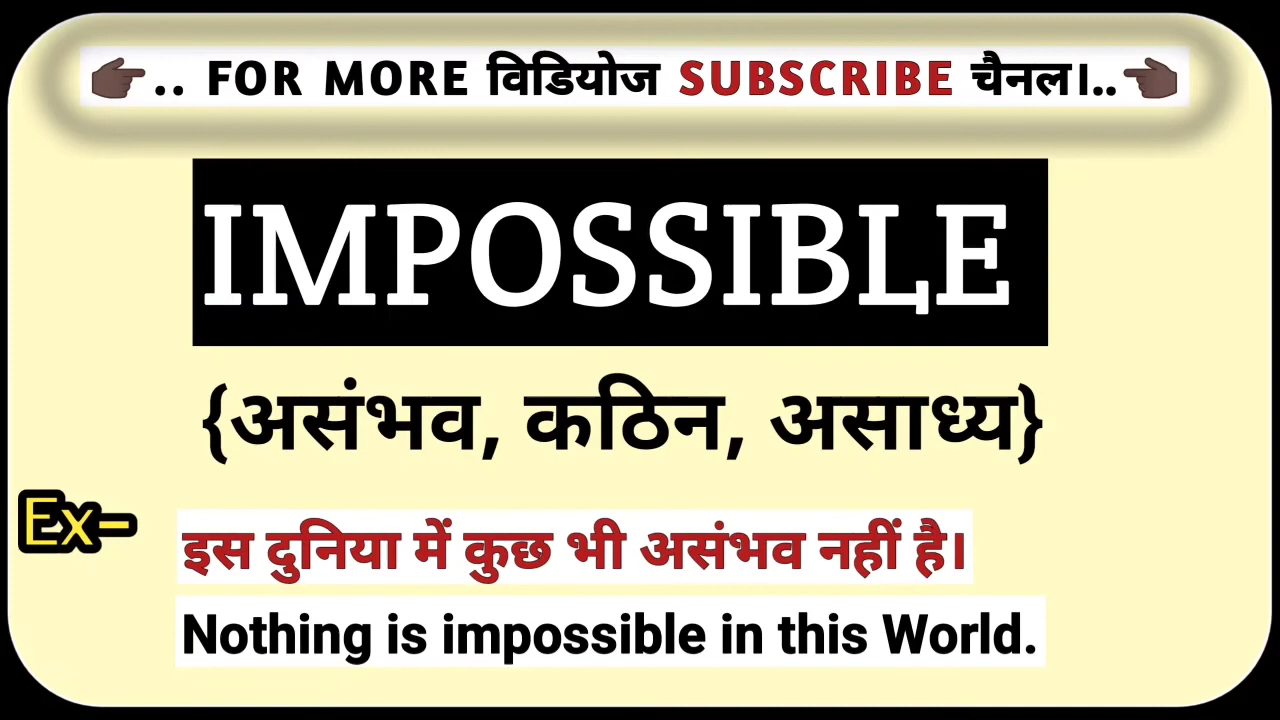 👉🏿.. FOR MORE विडियोज SUBSCRIBE चैनल।..👈🏿
IMPOSSIBLE
{असंभव, कठिन, असाध्य}
Ex-
इस दुनिया में कुछ भी असंभव नहीं है।
Nothing is impossible in this World.